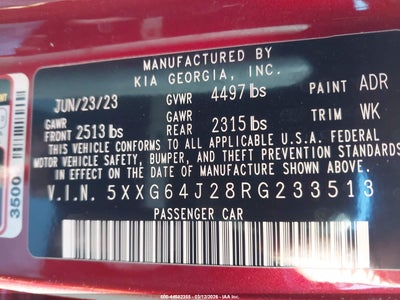 MANUFACTURED BY
KIA GEORGIA, INC.
JUN/23/23 GVWR 4497 lbs PAINT ADR
GAWR GAWR
FRONT 2513 lbs REAR 2315 lbs TRIM WK
THIS VEHICLE CONFORMS TO ALL APPLICABLE U.S.A. FEDERAL
MOTOR VEHICLE SAFETY, BUMPER, AND THEFT PREVENTION STANDARDS
IN EFFECT ON THE DATE OF MANUFACTURE SHOWN ABOVE.
V.I.N. 5XXG64J28RG233513
PASSENGER CAR
3500